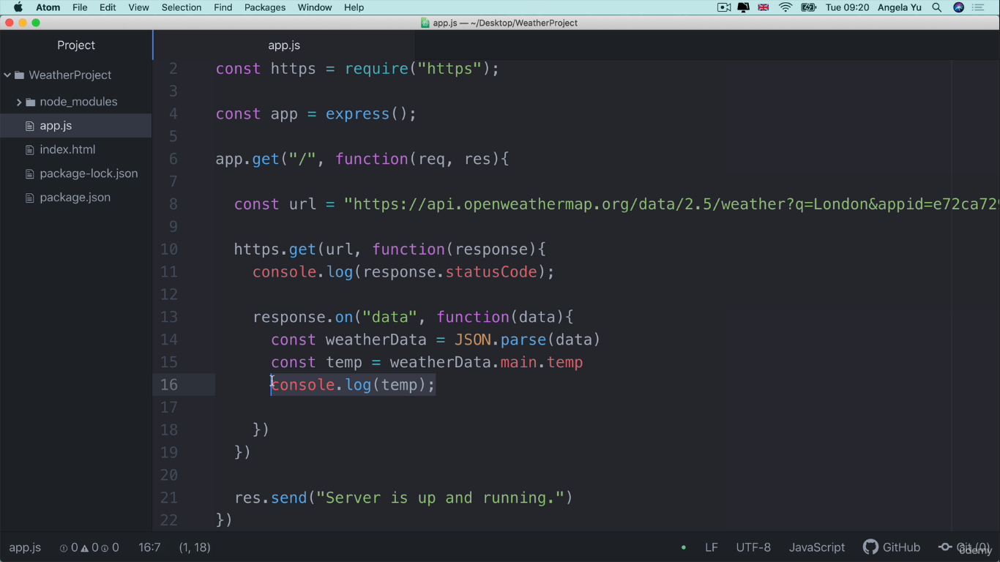 Atom File Edit View Selection Find Packages Window Help Tue 09:20 Angela Yu
app.js — ~/Desktop/WeatherProject
Project
WeatherProject
node_modules
app.js
index.html
package-lock.json
package.json
app.js
2 const https = require("https");
3
4 const app = express();
5
6 app.get("/", function(req, res){
7
8 const url = "https://api.openweathermap.org/data/2.5/weather?q=London&appid=e72ca729
9
10 https.get(url, function(response){
11 console.log(response.statusCode);
12
13 response.on("data", function(data){
14 const weatherData = JSON.parse(data)
15 const temp = weatherData.main.temp
16 console.log(temp);
17
18 })
19 })
20
21 res.send("Server is up and running.")
22 })
app.js 0 0 0 16:7 (1, 18) LF UTF-8 JavaScript GitHub Git (0)
udemy